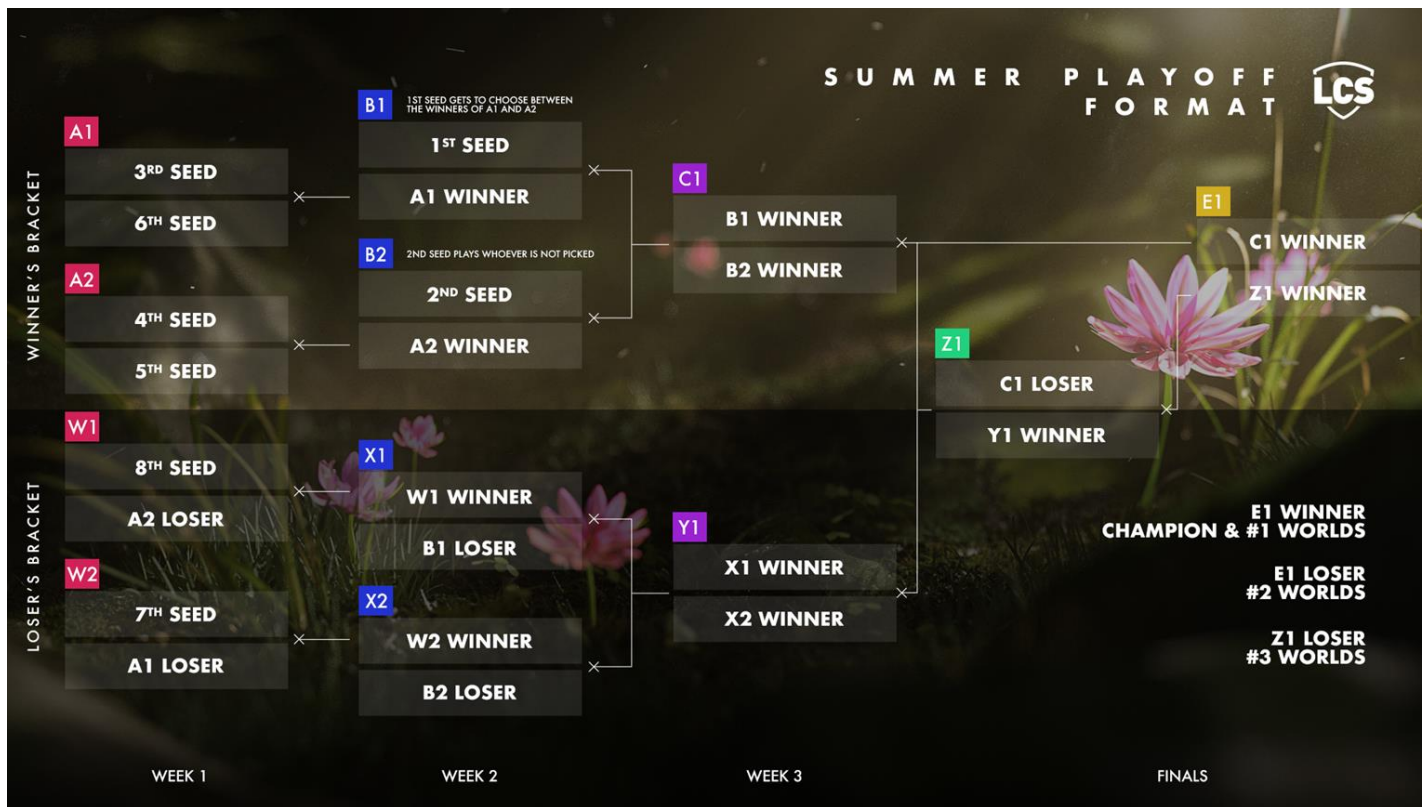 SUMMER PLAYOFF
FORMAT
LCS
WINNER'S BRACKET
A1
3RD SEED
6TH SEED
A2
4TH SEED
5TH SEED
B1
1ST SEED GETS TO CHOOSE BETWEEN
THE WINNERS OF A1 AND A2
1ST SEED
A1 WINNER
B2
2ND SEED PLAYS WHOEVER IS NOT PICKED
2ND SEED
A2 WINNER
C1
B1 WINNER
B2 WINNER
E1
C1 WINNER
Z1 WINNER
Z1
C1 LOSER
Y1 WINNER
LOSER'S BRACKET
W1
8TH SEED
A2 LOSER
W2
7TH SEED
A1 LOSER
X1
W1 WINNER
B1 LOSER
X2
W2 WINNER
B2 LOSER
Y1
X1 WINNER
X2 WINNER
E1 WINNER
CHAMPION & #1 WORLDS
E1 LOSER
#2 WORLDS
Z1 LOSER
#3 WORLDS
WEEK 1
WEEK 2
WEEK 3
FINALS